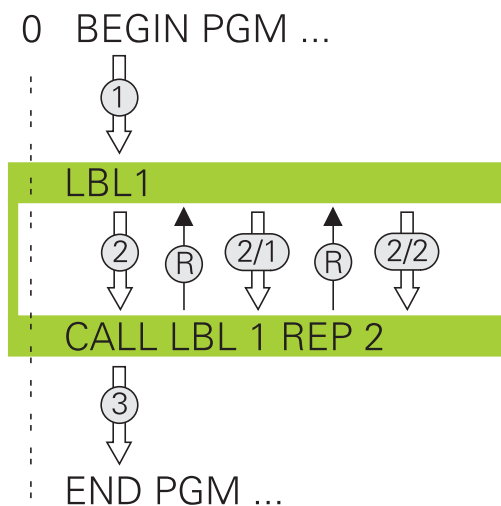 0 BEGIN PGM ...
1
LBL1
2 R 2/1 R 2/2
CALL LBL 1 REP 2
3
END PGM ...